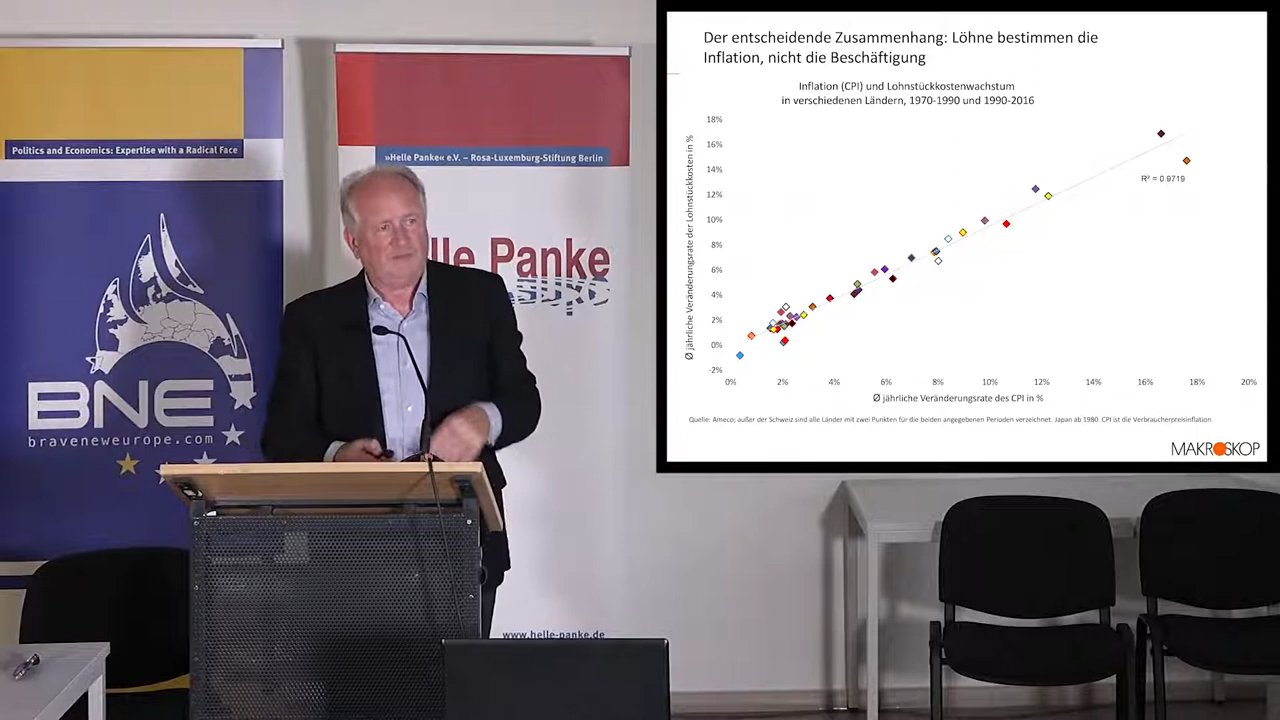 Politics and Economics: Expertise with a Radical Face
BNE
braveneweurope.com
»Helle Panke« e.V. – Rosa-Luxemburg-Stiftung Berlin
lle Panke
www.helle-panke.de
Der entscheidende Zusammenhang: Löhne bestimmen die
Inflation, nicht die Beschäftigung
Inflation (CPI) und Lohnstückkostenwachstum
in verschiedenen Ländern, 1970-1990 und 1990-2016
Ø jährliche Veränderungsrate der Lohnstückkosten in %
18%
16%
14%
12%
10%
8%
6%
4%
2%
0%
-2%
R² = 0.9719
0% 2% 4% 6% 8% 10% 12% 14% 16% 18% 20%
Ø jährliche Veränderungsrate des CPI in %
Quelle: Ameco; außer der Schweiz sind alle Länder mit zwei Punkten für die beiden angegebenen Perioden verzeichnet. Japan ab 1980. CPI ist die Verbraucherpreisinflation.
MAKROSKOP